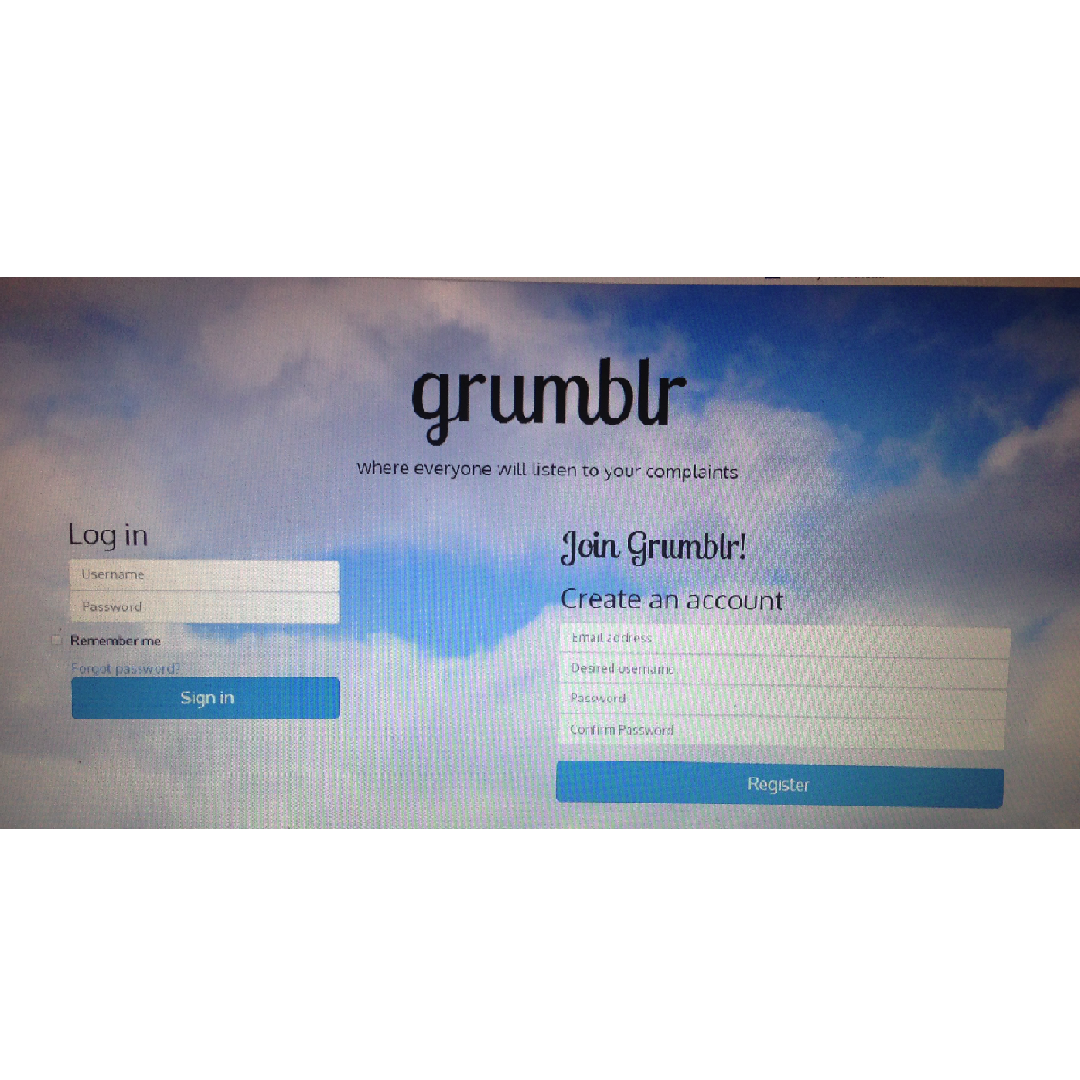 grumblr
where everyone will listen to your complaints
Log in
Username
Password
Remember me
Forgot password?
Sign in
Join Grumblr!
Create an account
Email address
Desired username
Password
Confirm Password
Register